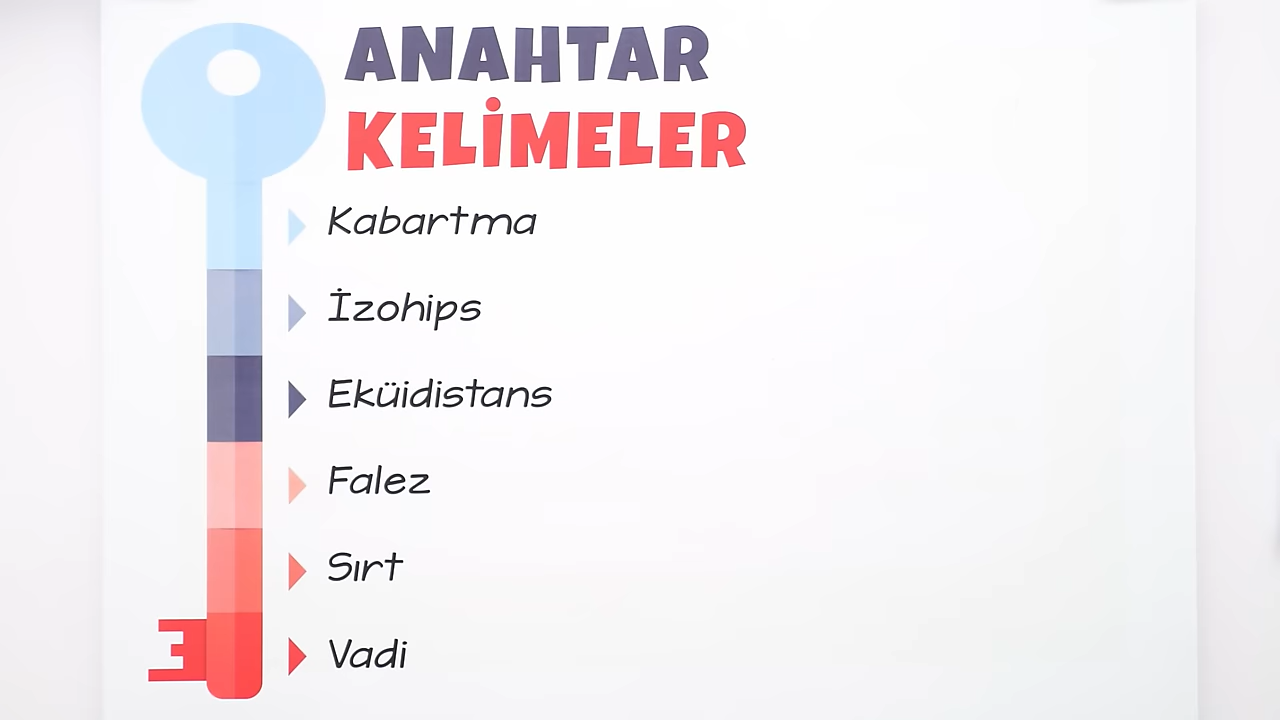 ANAHTAR
KELİMELER
Kabartma
İzohips
Eküidistans
Falez
Sırt
Vadi